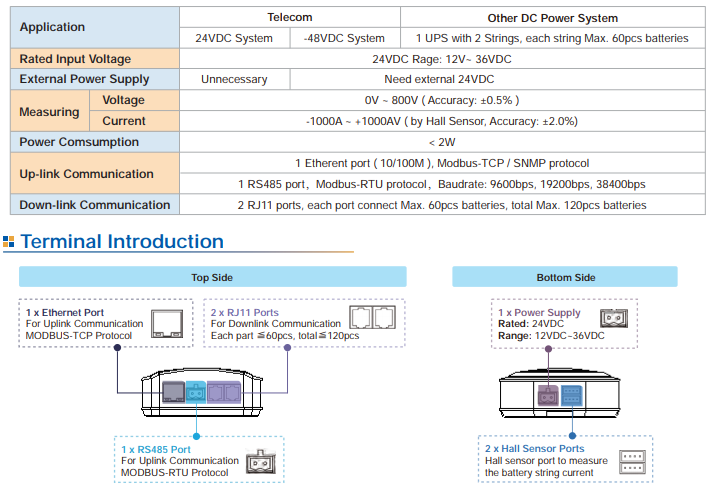 Application
Telecom
Other DC Power System
24VDC System
-48VDC System
1 UPS with 2 Strings, each string Max. 60pcs batteries
Rated Input Voltage
24VDC Rage: 12V~ 36VDC
External Power Supply
Unnecessary
Need external 24VDC
Measuring
Voltage
0V ~ 800V ( Accuracy: ±0.5% )
Current
-1000A ~ +1000AV ( by Hall Sensor, Accuracy: ±2.0%)
Power Comsumption
< 2W
Up-link Communication
1 Etherent port ( 10/100M ), Modbus-TCP / SNMP protocol
1 RS485 port, Modbus-RTU protocol, Baudrate: 9600bps, 19200bps, 38400bps
Down-link Communication
2 RJ11 ports, each port connect Max. 60pcs batteries, total Max. 120pcs batteries
Terminal Introduction
Top Side
1 x Ethernet Port
For Uplink Communication
MODBUS-TCP Protocol
2 x RJ11 Ports
For Downlink Communication
Each part ≦60pcs, total≦120pcs
1 x RS485 Port
For Uplink Communication
MODBUS-RTU Protocol
Bottom Side
1 x Power Supply
Rated: 24VDC
Range: 12VDC~36VDC
2 x Hall Sensor Ports
Hall sensor port to measure
the battery string current